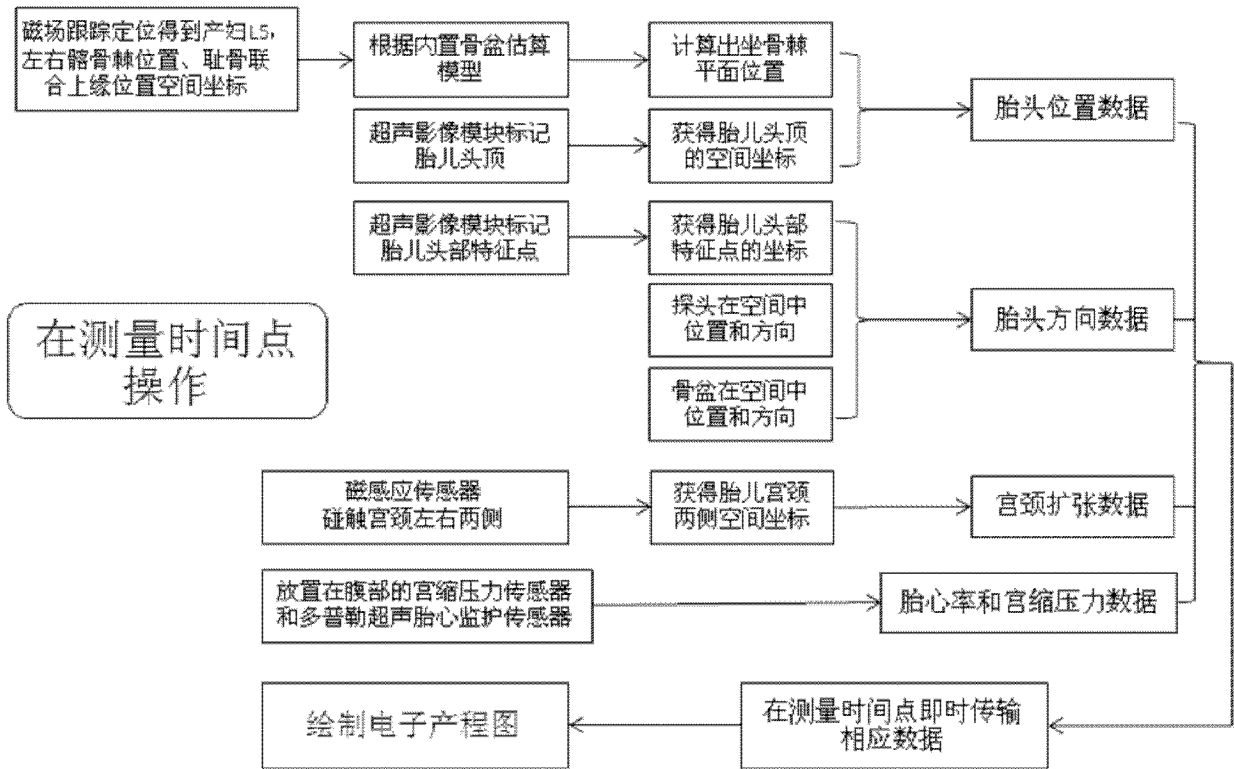 磁场跟踪定位得到产妇L5,
左右髂骨棘位置、耻骨联
合上缘位置空间坐标
根据内置骨盆估算
模型
计算出坐骨棘
平面位置
胎头位置数据
超声影像模块标记
胎儿头顶
获得胎儿头顶
的空间坐标
超声影像模块标记
胎儿头部特征点
获得胎儿头部
特征点的坐标
在测量时间点
操作
探头在空间中
位置和方向
胎头方向数据
骨盆在空间中
位置和方向
磁感应传感器
碰触宫颈左右两侧
获得胎儿宫颈
两侧空间坐标
宫颈扩张数据
放置在腹部的宫缩压力传感器
和多普勒超声胎心监护传感器
胎心率和宫缩压力数据
绘制电子产程图
在测量时间点即时传输
相应数据